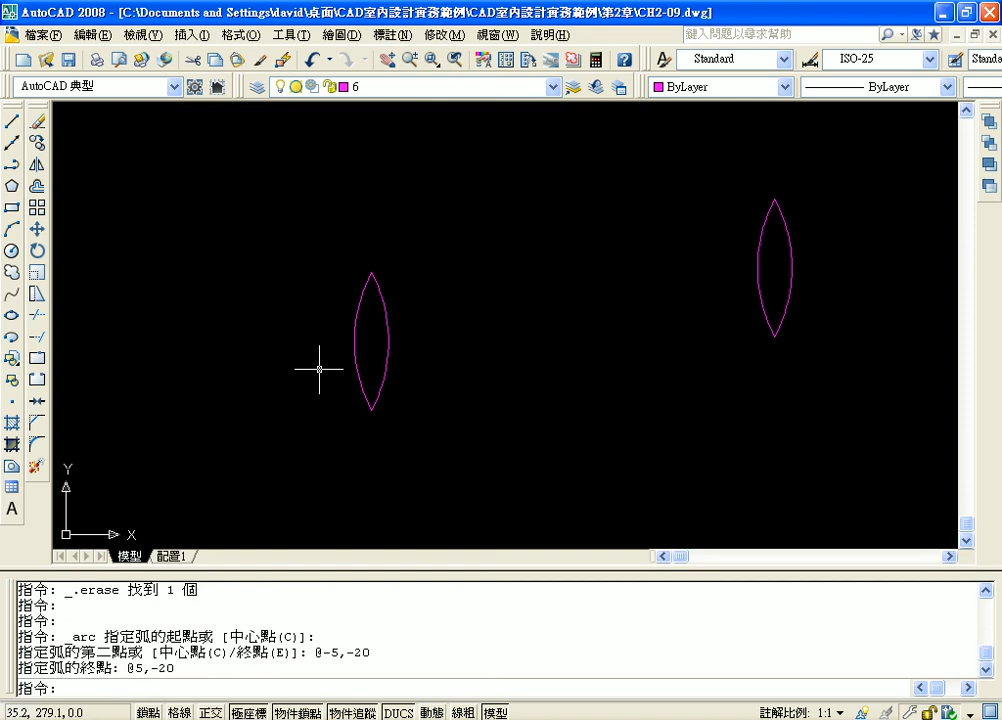 AutoCAD 2008 - [C:\Documents and Settings\david\桌面\CAD室內設計實務範例\CAD室內設計實務範例\第2章\CH2-09.dwg]
檔案(F) 編輯(E) 檢視(V) 插入(I) 格式(O) 工具(T) 繪圖(D) 標註(N) 修改(M) 視窗(W) 說明(H) 鍵入問題以尋求幫助
Standard ISO-25 Standa
AutoCAD 典型 6 ByLayer ByLayer
Y
X
A
模型 配置1
指令: _.erase 找到 1 個
指令:
指令:
指令: _arc 指定弧的起點或 [中心點(C)]:
指定弧的第二點或 [中心點(C)/終點(E)]: @-5,-20
指定弧的終點: @5,-20
指令:
35.2, 279.1, 0.0 鎖點 格線 正交 極座標 物件鎖點 物件追蹤 DUCS 動態 線粗 模型 註解比例: 1:1